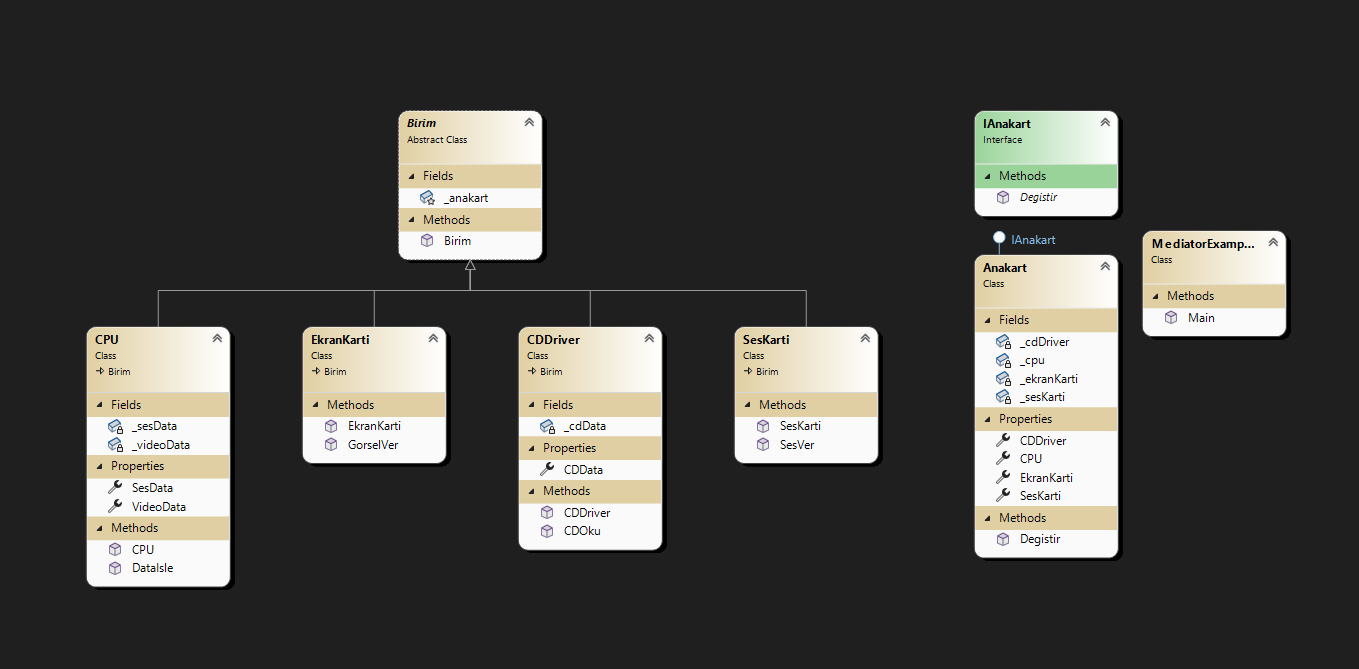 Birim
Abstract Class
Fields
_anakart
Methods
Birim
IAnakart
Interface
Methods
Degistir
IAnakart
Anakart
Class
Fields
_cdDriver
_cpu
_ekranKarti
_sesKarti
Properties
CDDriver
CPU
EkranKarti
SesKarti
Methods
Degistir
MediatorExamp...
Class
Methods
Main
CPU
Class
Birim
Fields
_sesData
_videoData
Properties
SesData
VideoData
Methods
CPU
DataIsle
EkranKarti
Class
Birim
Methods
EkranKarti
GorselVer
CDDriver
Class
Birim
Fields
_cdData
Properties
CDData
Methods
CDDriver
CDOku
SesKarti
Class
Birim
Methods
SesKarti
SesVer